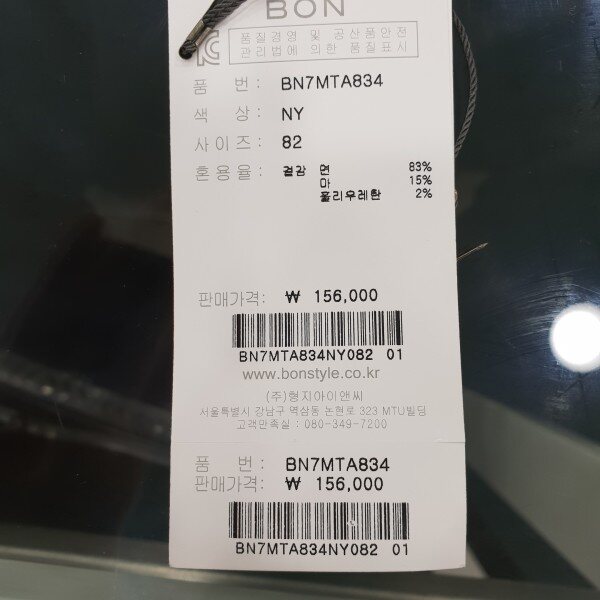 BON
품질경영 및 공산품안전
관리법에 의한 품질표시
품 번: BN7MTA834
색 상: NY
사이즈: 82
혼용율: 겉감 면 83%
마 15%
폴리우레탄 2%
판매가격: ₩ 156,000
BN7MTA834NY082 01
www.bonstyle.co.kr
(주)형지아이앤씨
서울특별시 강남구 역삼동 논현로 323 MTU빌딩
고객만족실 : 080-349-7200
품 번: BN7MTA834
판매가격: ₩ 156,000
BN7MTA834NY082 01